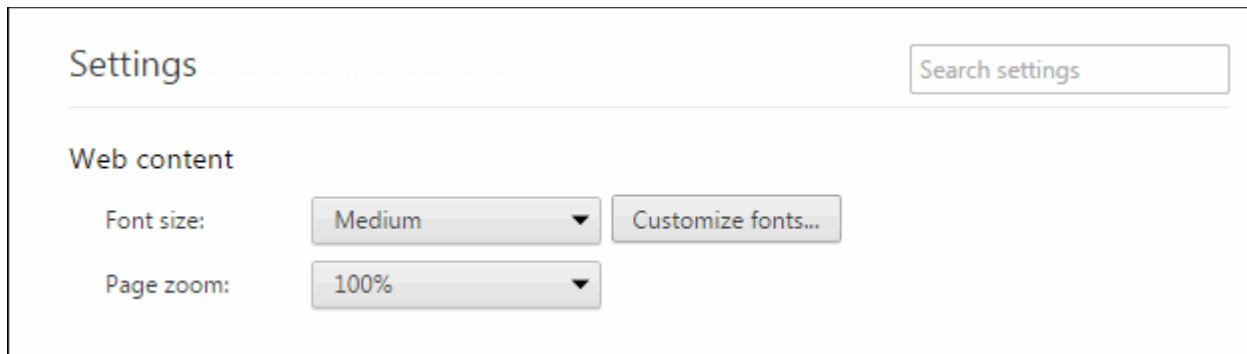 Settings
Search settings
Web content
Font size:
Medium
Customize fonts...
Page zoom:
100%